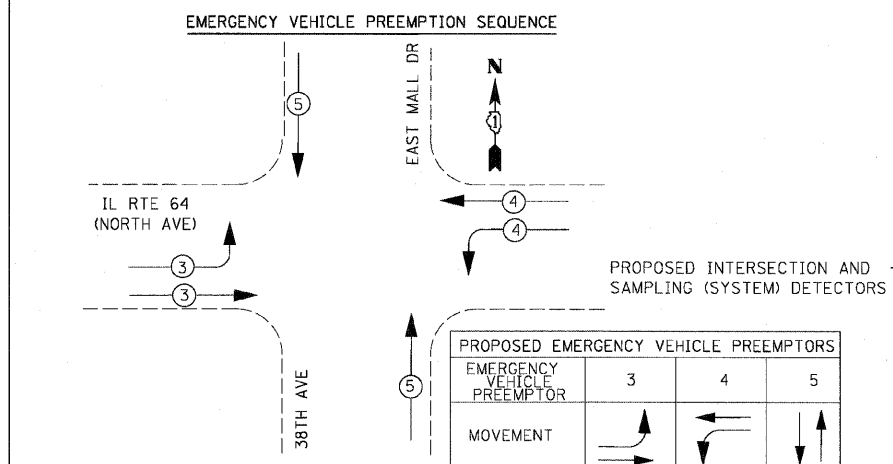 EMERGENCY VEHICLE PREEMPTION SEQUENCE
5
EAST MALL DR
N
1
IL RTE 64
(NORTH AVE)
4
4
3
3
PROPOSED INTERSECTION AND
SAMPLING (SYSTEM) DETECTORS
38TH AVE
5
PROPOSED EMERGENCY VEHICLE PREEMPTORS
EMERGENCY
VEHICLE
PREEMPTOR
3
4
5
MOVEMENT